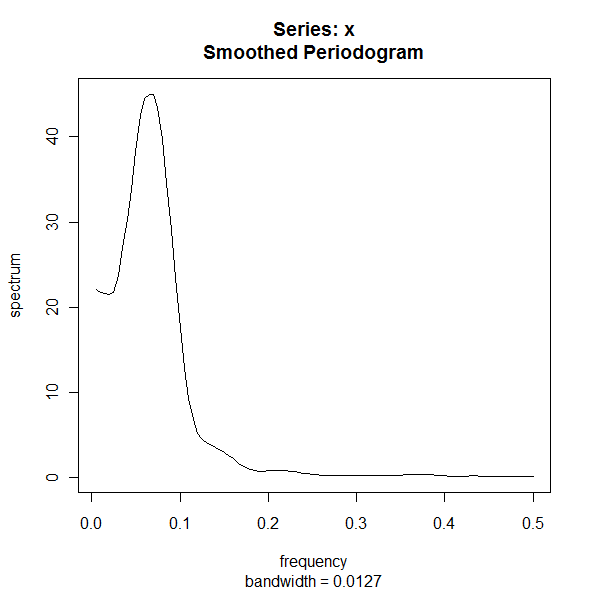 Series: x
Smoothed Periodogram
40
30
20
10
0
spectrum
0.0 0.1 0.2 0.3 0.4 0.5
frequency
bandwidth = 0.0127